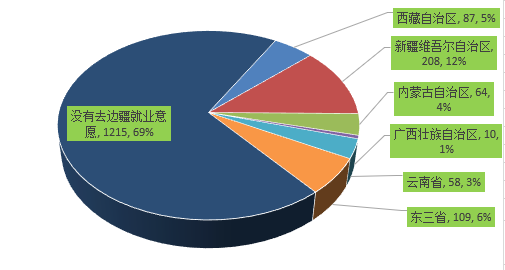 西藏自治区, 87, 5%
新疆维吾尔自治区,
208, 12%
内蒙古自治区, 64,
4%
没有去边疆就业意
愿, 1215, 69%
广西壮族自治区, 10,
1%
云南省, 58, 3%
东三省, 109, 6%